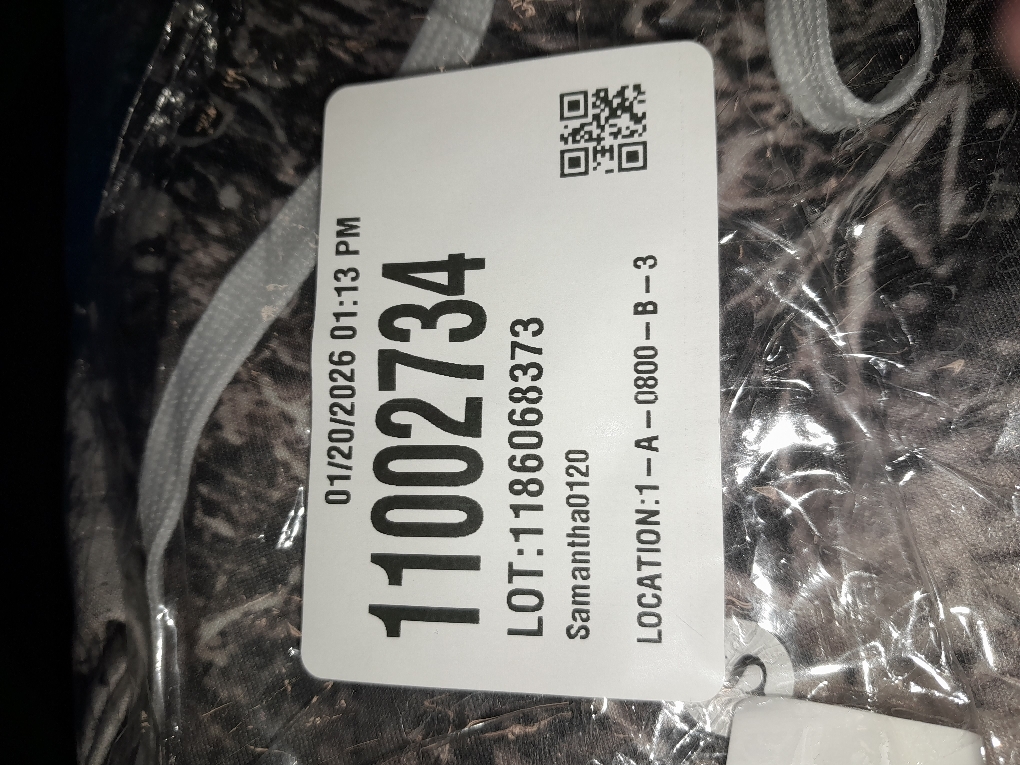 01/20/2026 01:13 PM
11002734
LOT:1186068373
Samantha0120
LOCATION:1-A-0800-B-3